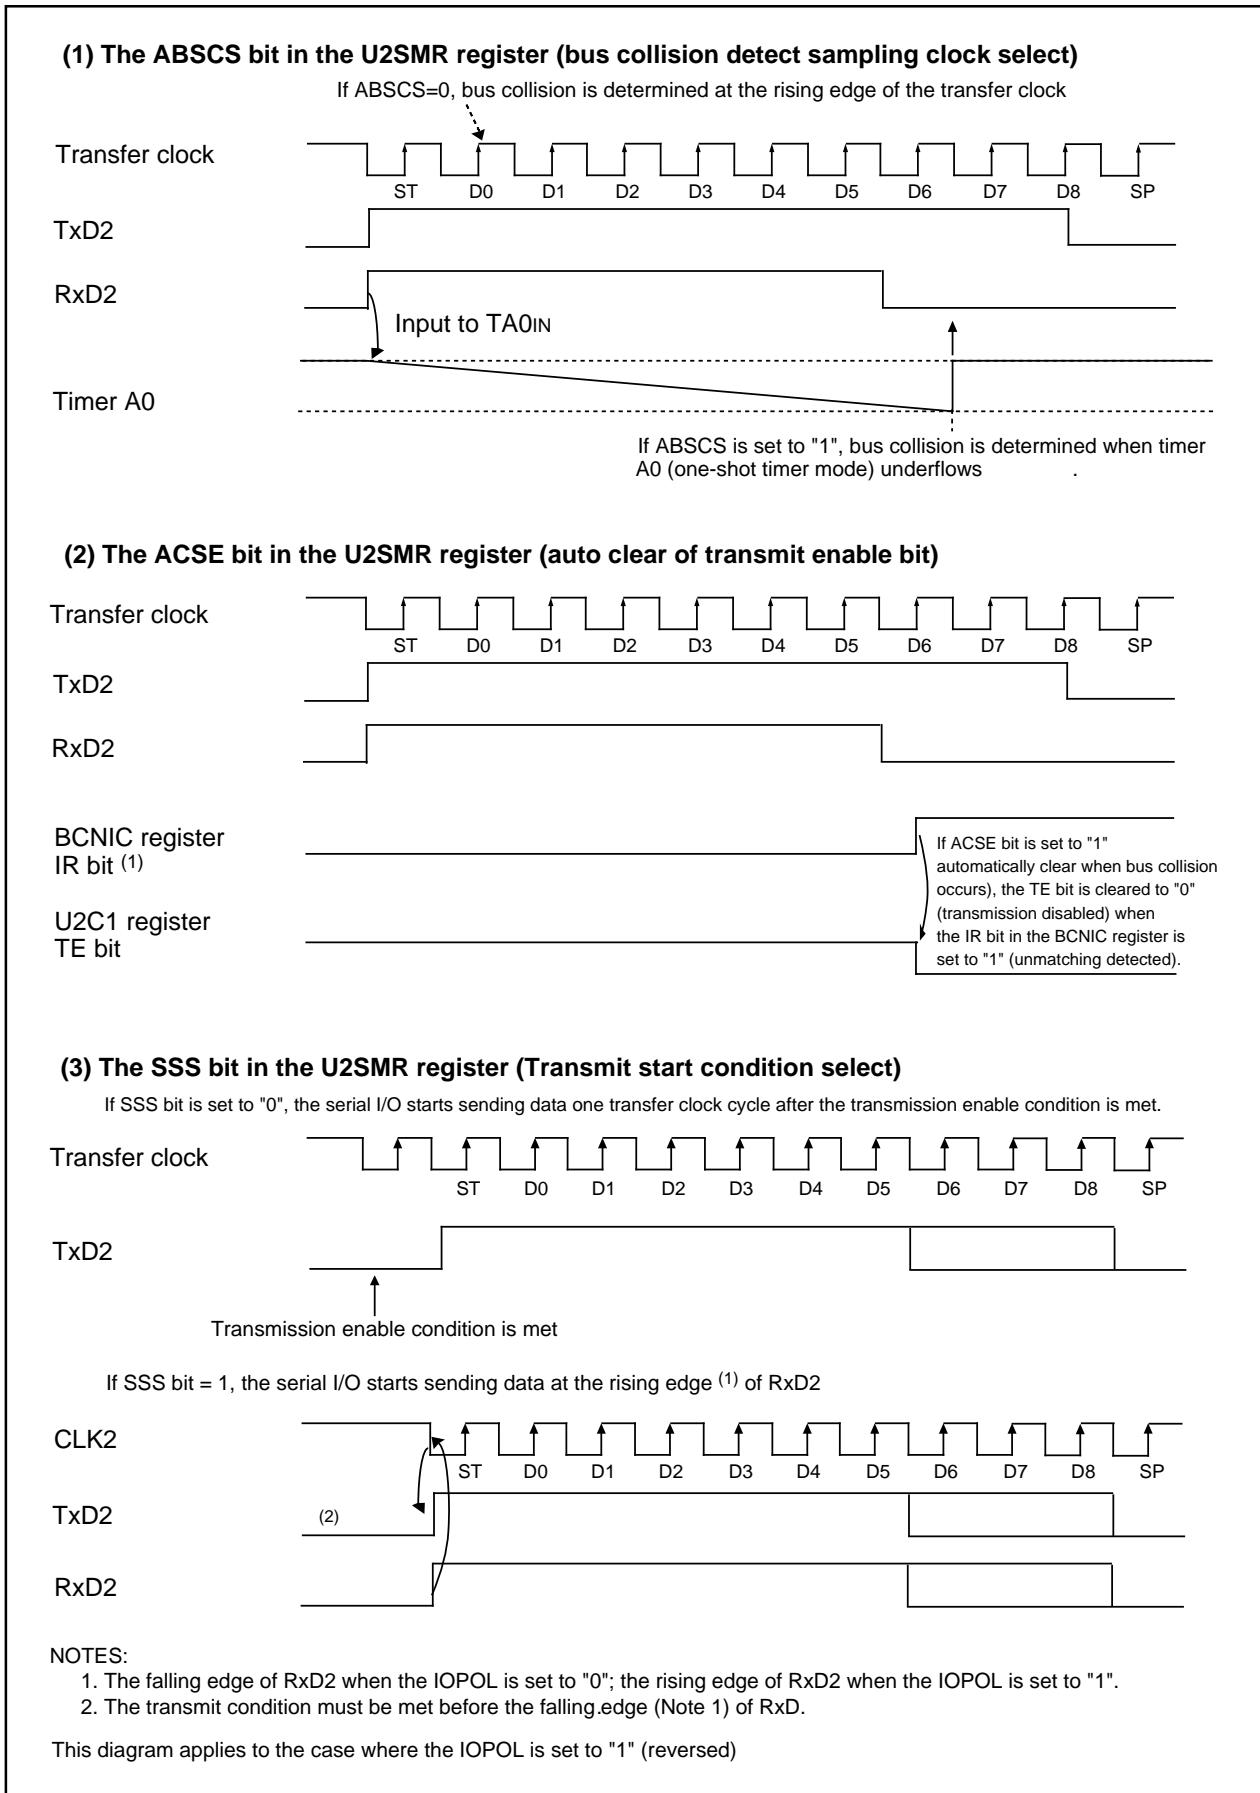 (1) The ABSCS bit in the U2SMR register (bus collision detect sampling clock select)
If ABSCS=0, bus collision is determined at the rising edge of the transfer clock
Transfer clock
ST D0 D1 D2 D3 D4 D5 D6 D7 D8 SP
TxD2
RxD2
Input to TA0IN
Timer A0
If ABSCS is set to "1", bus collision is determined when timer
A0 (one-shot timer mode) underflows .
(2) The ACSE bit in the U2SMR register (auto clear of transmit enable bit)
Transfer clock
ST D0 D1 D2 D3 D4 D5 D6 D7 D8 SP
TxD2
RxD2
BCNIC register
IR bit (1)
If ACSE bit is set to "1"
automatically clear when bus collision
occurs), the TE bit is cleared to "0"
(transmission disabled) when
the IR bit in the BCNIC register is
set to "1" (unmatching detected).
U2C1 register
TE bit
(3) The SSS bit in the U2SMR register (Transmit start condition select)
If SSS bit is set to "0", the serial I/O starts sending data one transfer clock cycle after the transmission enable condition is met.
Transfer clock
ST D0 D1 D2 D3 D4 D5 D6 D7 D8 SP
TxD2
Transmission enable condition is met
If SSS bit = 1, the serial I/O starts sending data at the rising edge (1) of RxD2
CLK2
ST D0 D1 D2 D3 D4 D5 D6 D7 D8 SP
TxD2
(2)
RxD2
NOTES:
1. The falling edge of RxD2 when the IOPOL is set to "0"; the rising edge of RxD2 when the IOPOL is set to "1".
2. The transmit condition must be met before the falling.edge (Note 1) of RxD.
This diagram applies to the case where the IOPOL is set to "1" (reversed)